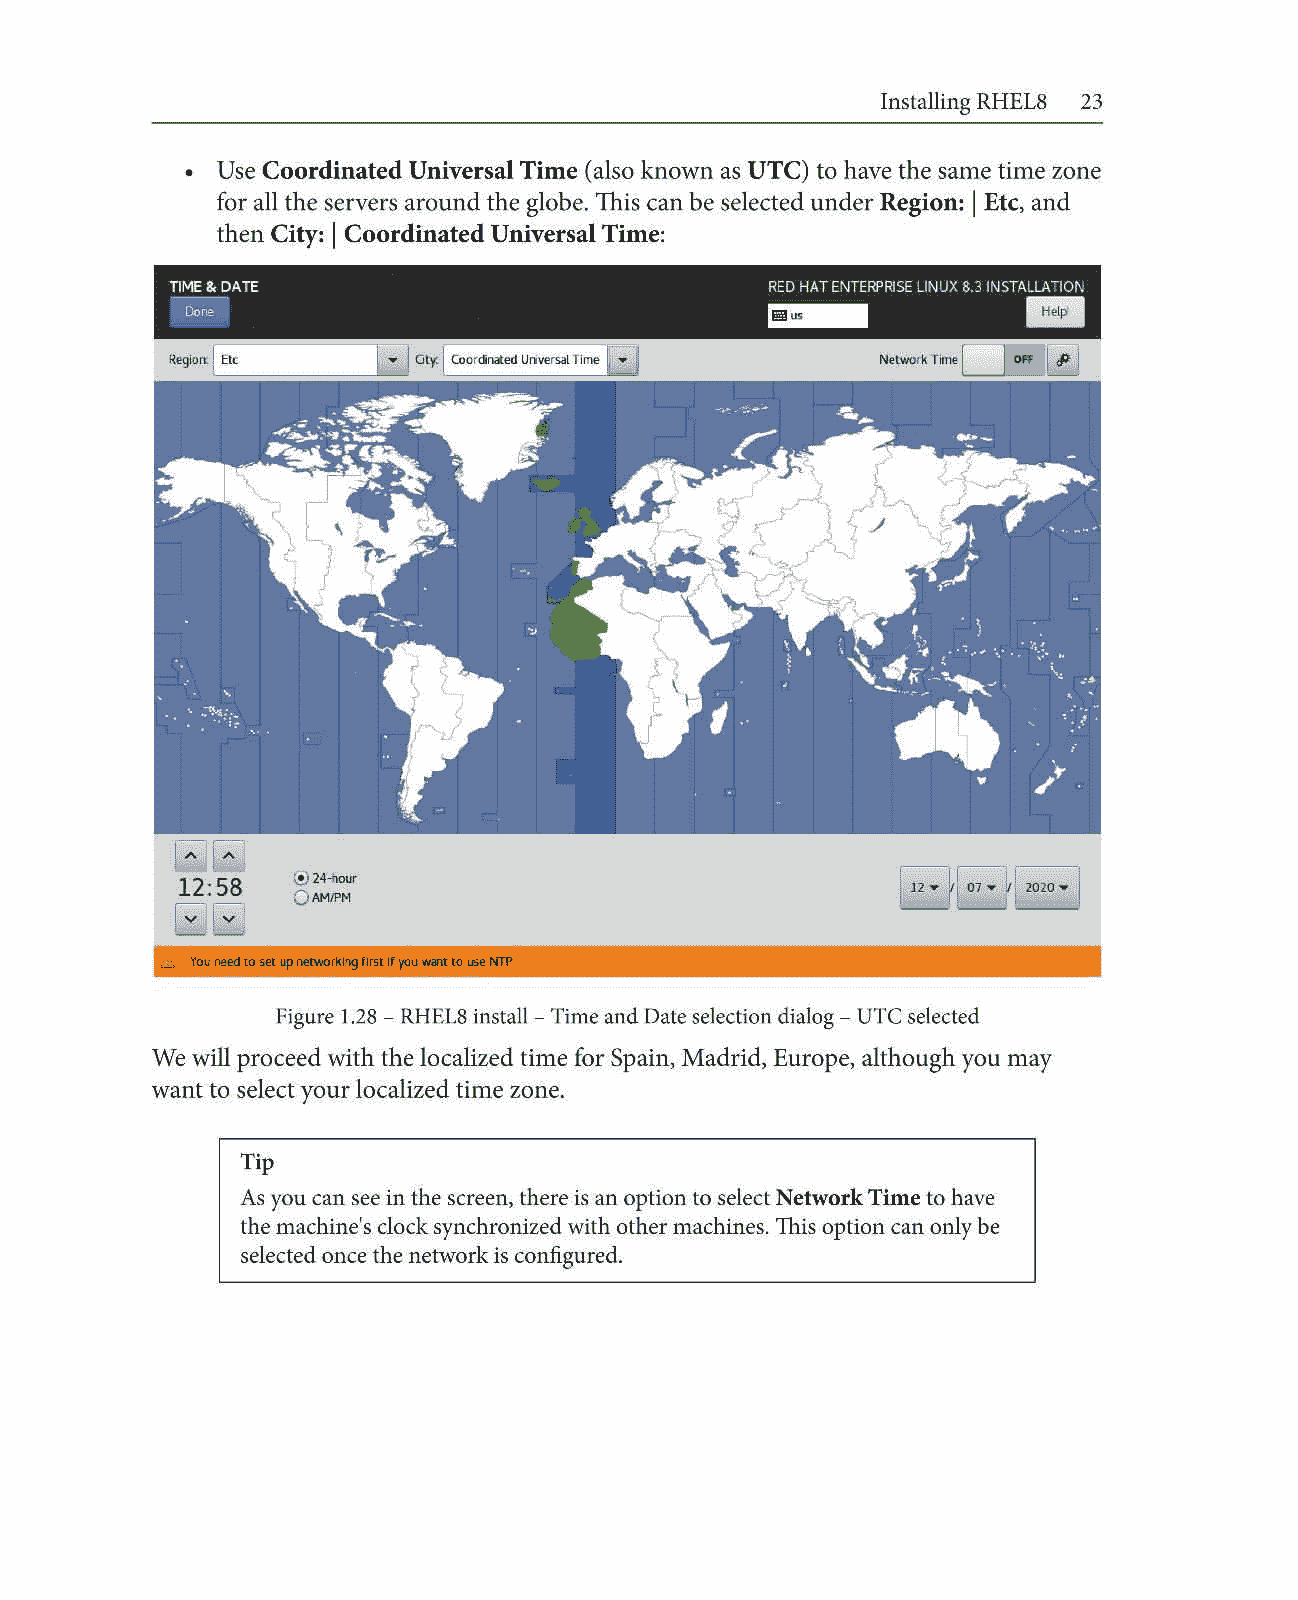 Installing RHEL8 23
• Use Coordinated Universal Time (also known as UTC) to have the same time zone
for all the servers around the globe. This can be selected under Region: | Etc, and
then City: | Coordinated Universal Time:
TIME & DATE
RED HAT ENTERPRISE LINUX 8.3 INSTALLATION
Done
us
Help!
Region: Etc City: Coordinated Universal Time Network Time OFF
12:58
24-hour
AM/PM
12 / 07 / 2020
You need to set up networking first if you want to use NTP
Figure 1.28 – RHEL8 install – Time and Date selection dialog – UTC selected
We will proceed with the localized time for Spain, Madrid, Europe, although you may
want to select your localized time zone.
Tip
As you can see in the screen, there is an option to select Network Time to have
the machine's clock synchronized with other machines. This option can only be
selected once the network is configured.